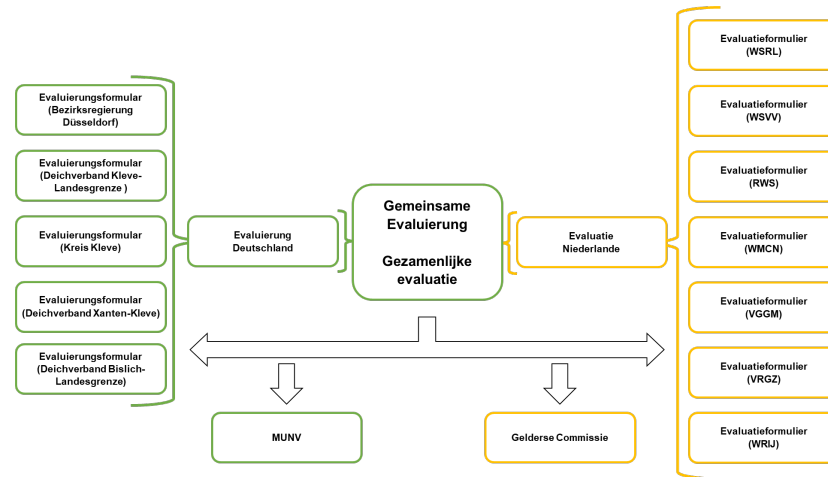 Evaluierungsformular
(Bezirksregierung
Düsseldorf)
Evaluierungsformular
(Deichverband Kleve-
Landesgrenze )
Evaluierungsformular
(Kreis Kleve)
Evaluierungsformular
(Deichverband Xanten-Kleve)
Evaluierungsformular
(Deichverband Bislich-
Landesgrenze)
Evaluierung
Deutschland
Gemeinsame
Evaluierung
Gezamenlijke
evaluatie
Evaluatie
Niederlande
Evaluatieformulier
(WSRL)
Evaluatieformulier
(WSVV)
Evaluatieformulier
(RWS)
Evaluatieformulier
(WMCN)
Evaluatieformulier
(VGGM)
Evaluatieformulier
(VRGZ)
Evaluatieformulier
(WRIJ)
MUNV
Gelderse Commissie